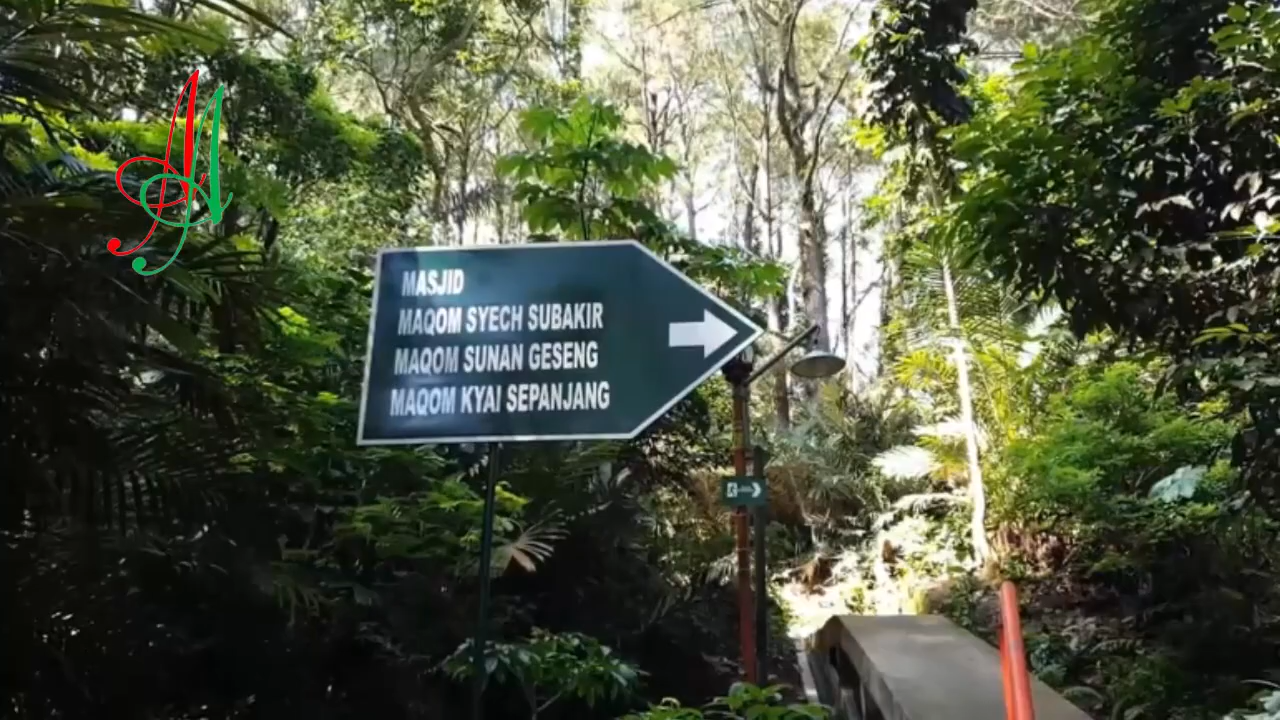 MASJID
MAQOM SYECH SUBAKIR
MAQOM SUNAN GESENG
MAQOM KYAI SEPANJANG